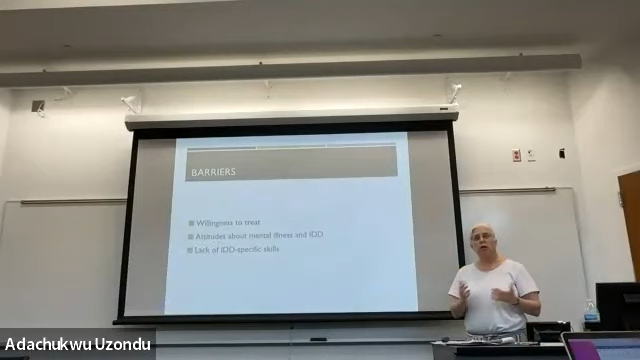 BARRIERS
Willingness to treat
Attitudes about mental illness and IDD
Lack of IDD-specific skills
Adachukwu Uzondu